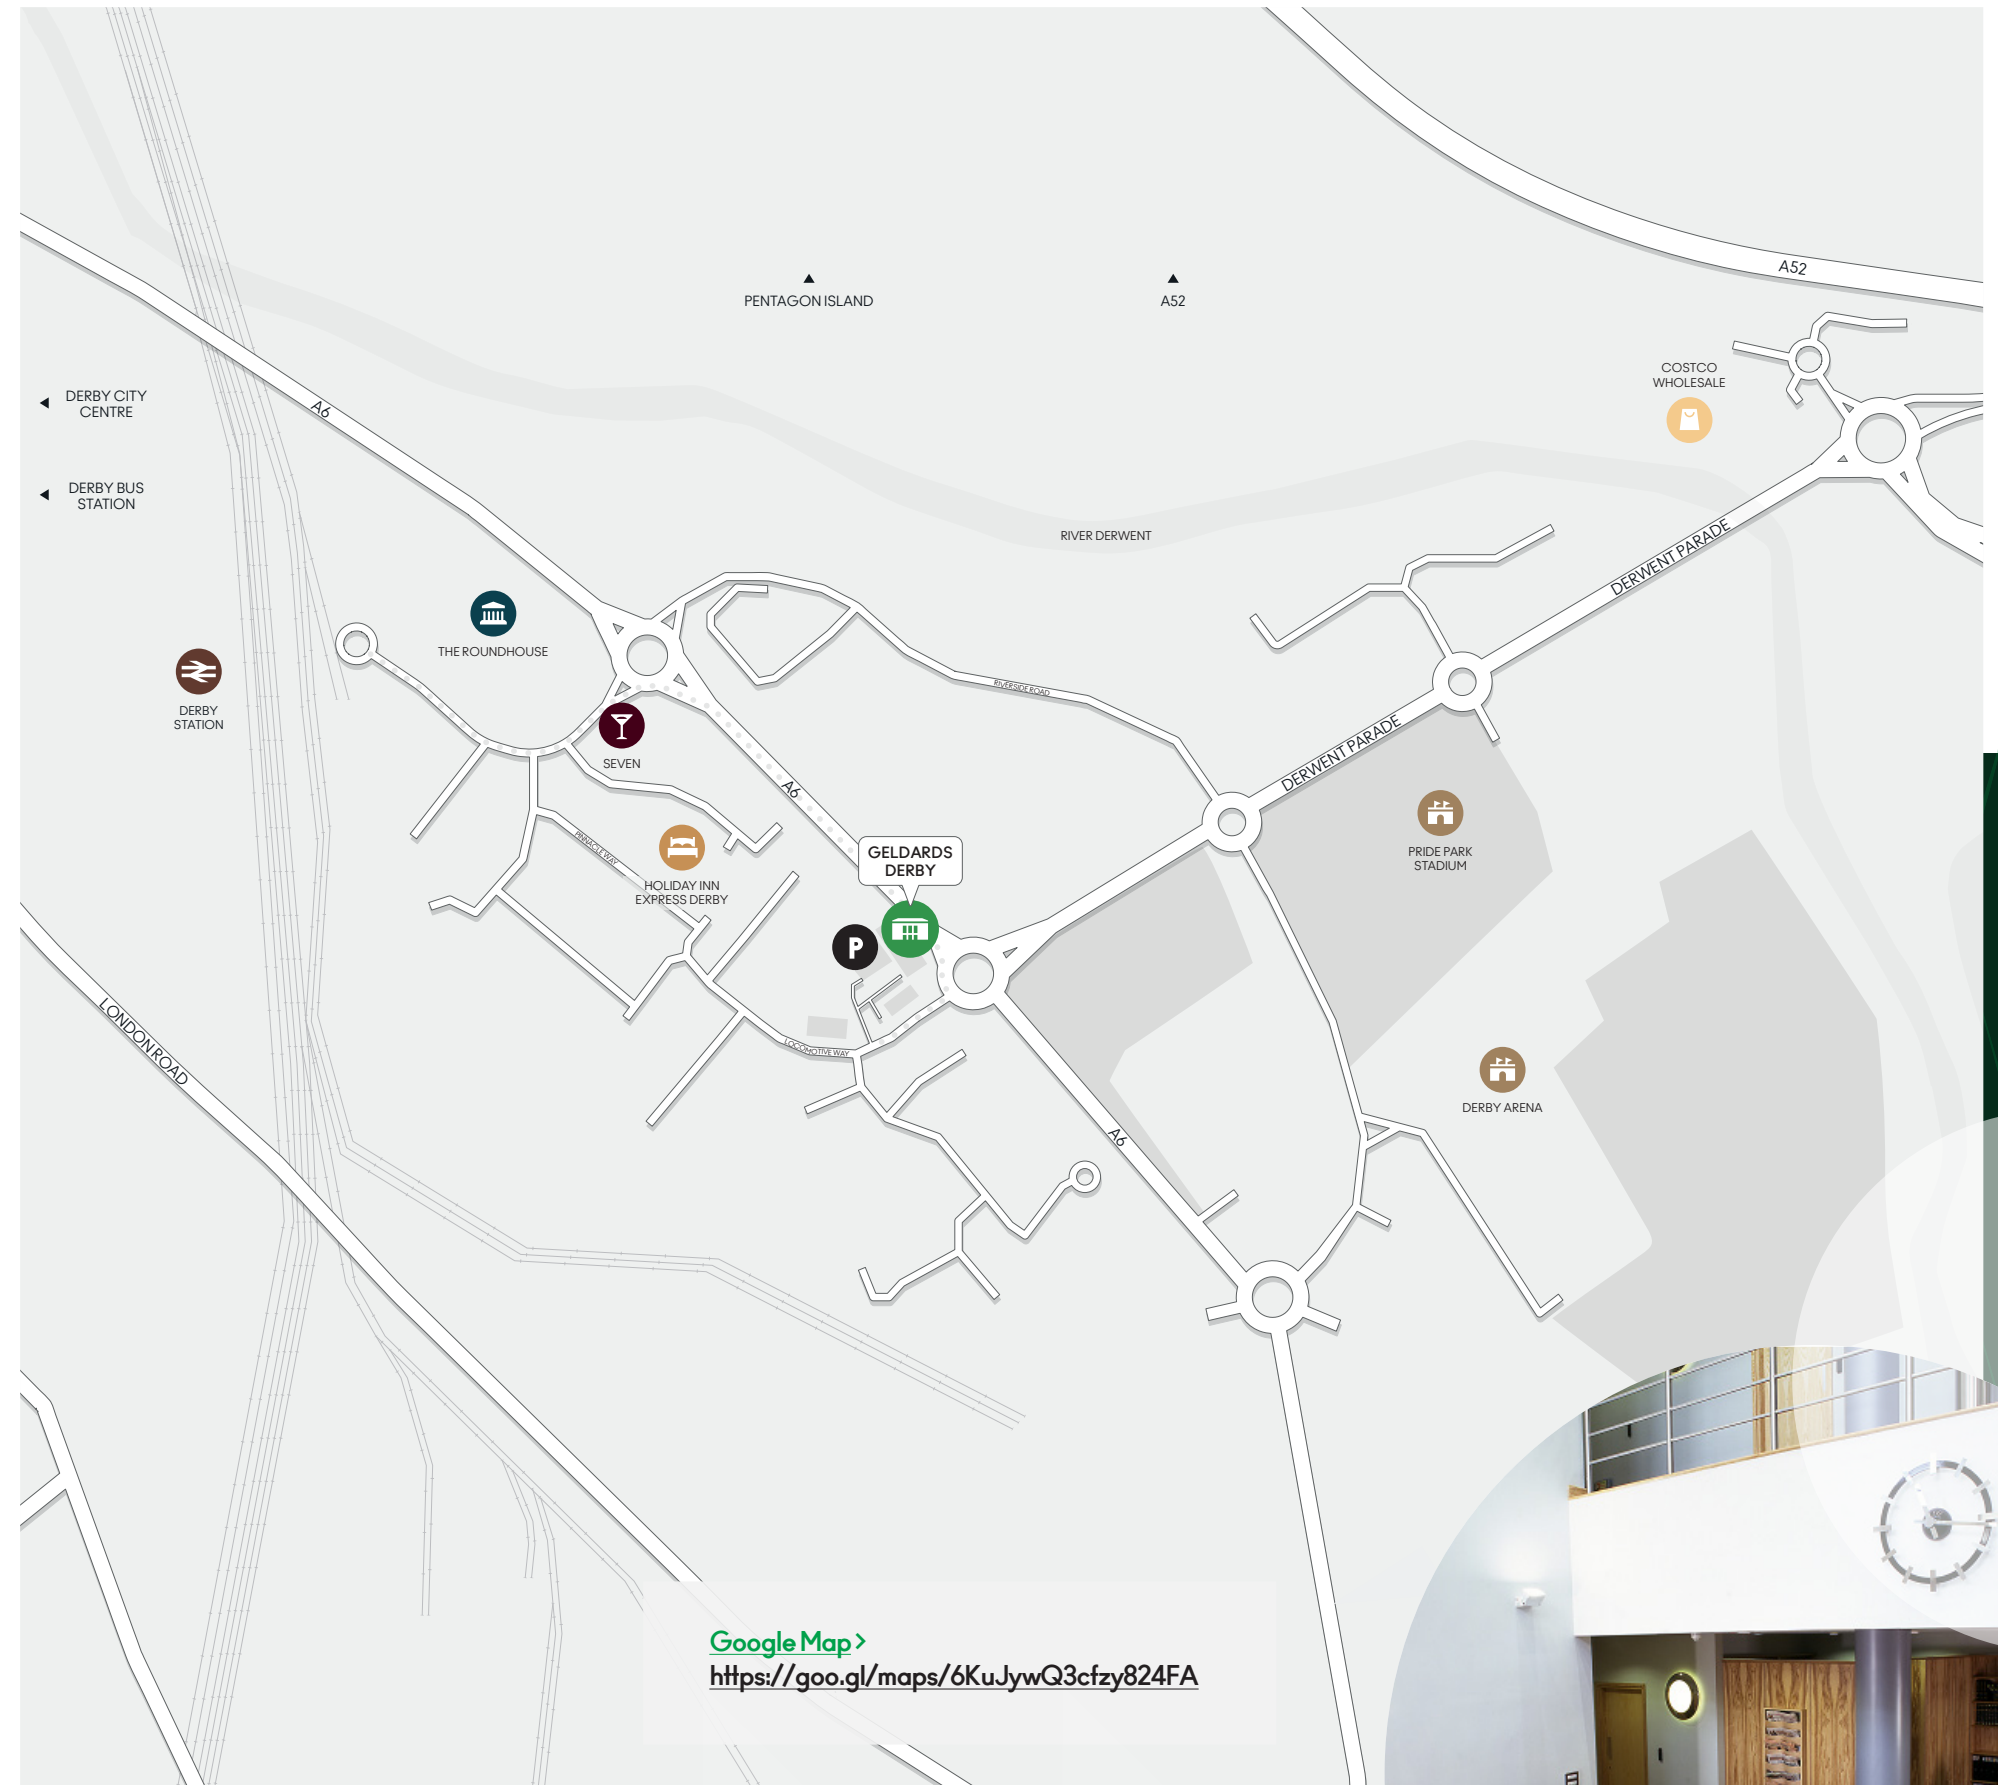 A52
PENTAGON ISLAND
A52
COSTCO
WHOLESALE
DERBY CITY
CENTRE
A6
DERBY BUS
STATION
RIVER DERWENT
DERWENT PARADE
THE ROUNDHOUSE
DERBY
STATION
RIVERSIDE ROAD
SEVEN
DERWENT PARADE
A6
PINNACLE WAY
GELDARDS
DERBY
PRIDE PARK
STADIUM
HOLIDAY INN
EXPRESS DERBY
P
LONDON ROAD
LOCOMOTIVE WAY
DERBY ARENA
A6
Google Map >
https://goo.gl/maps/6KuJywQ3cfzy824FA